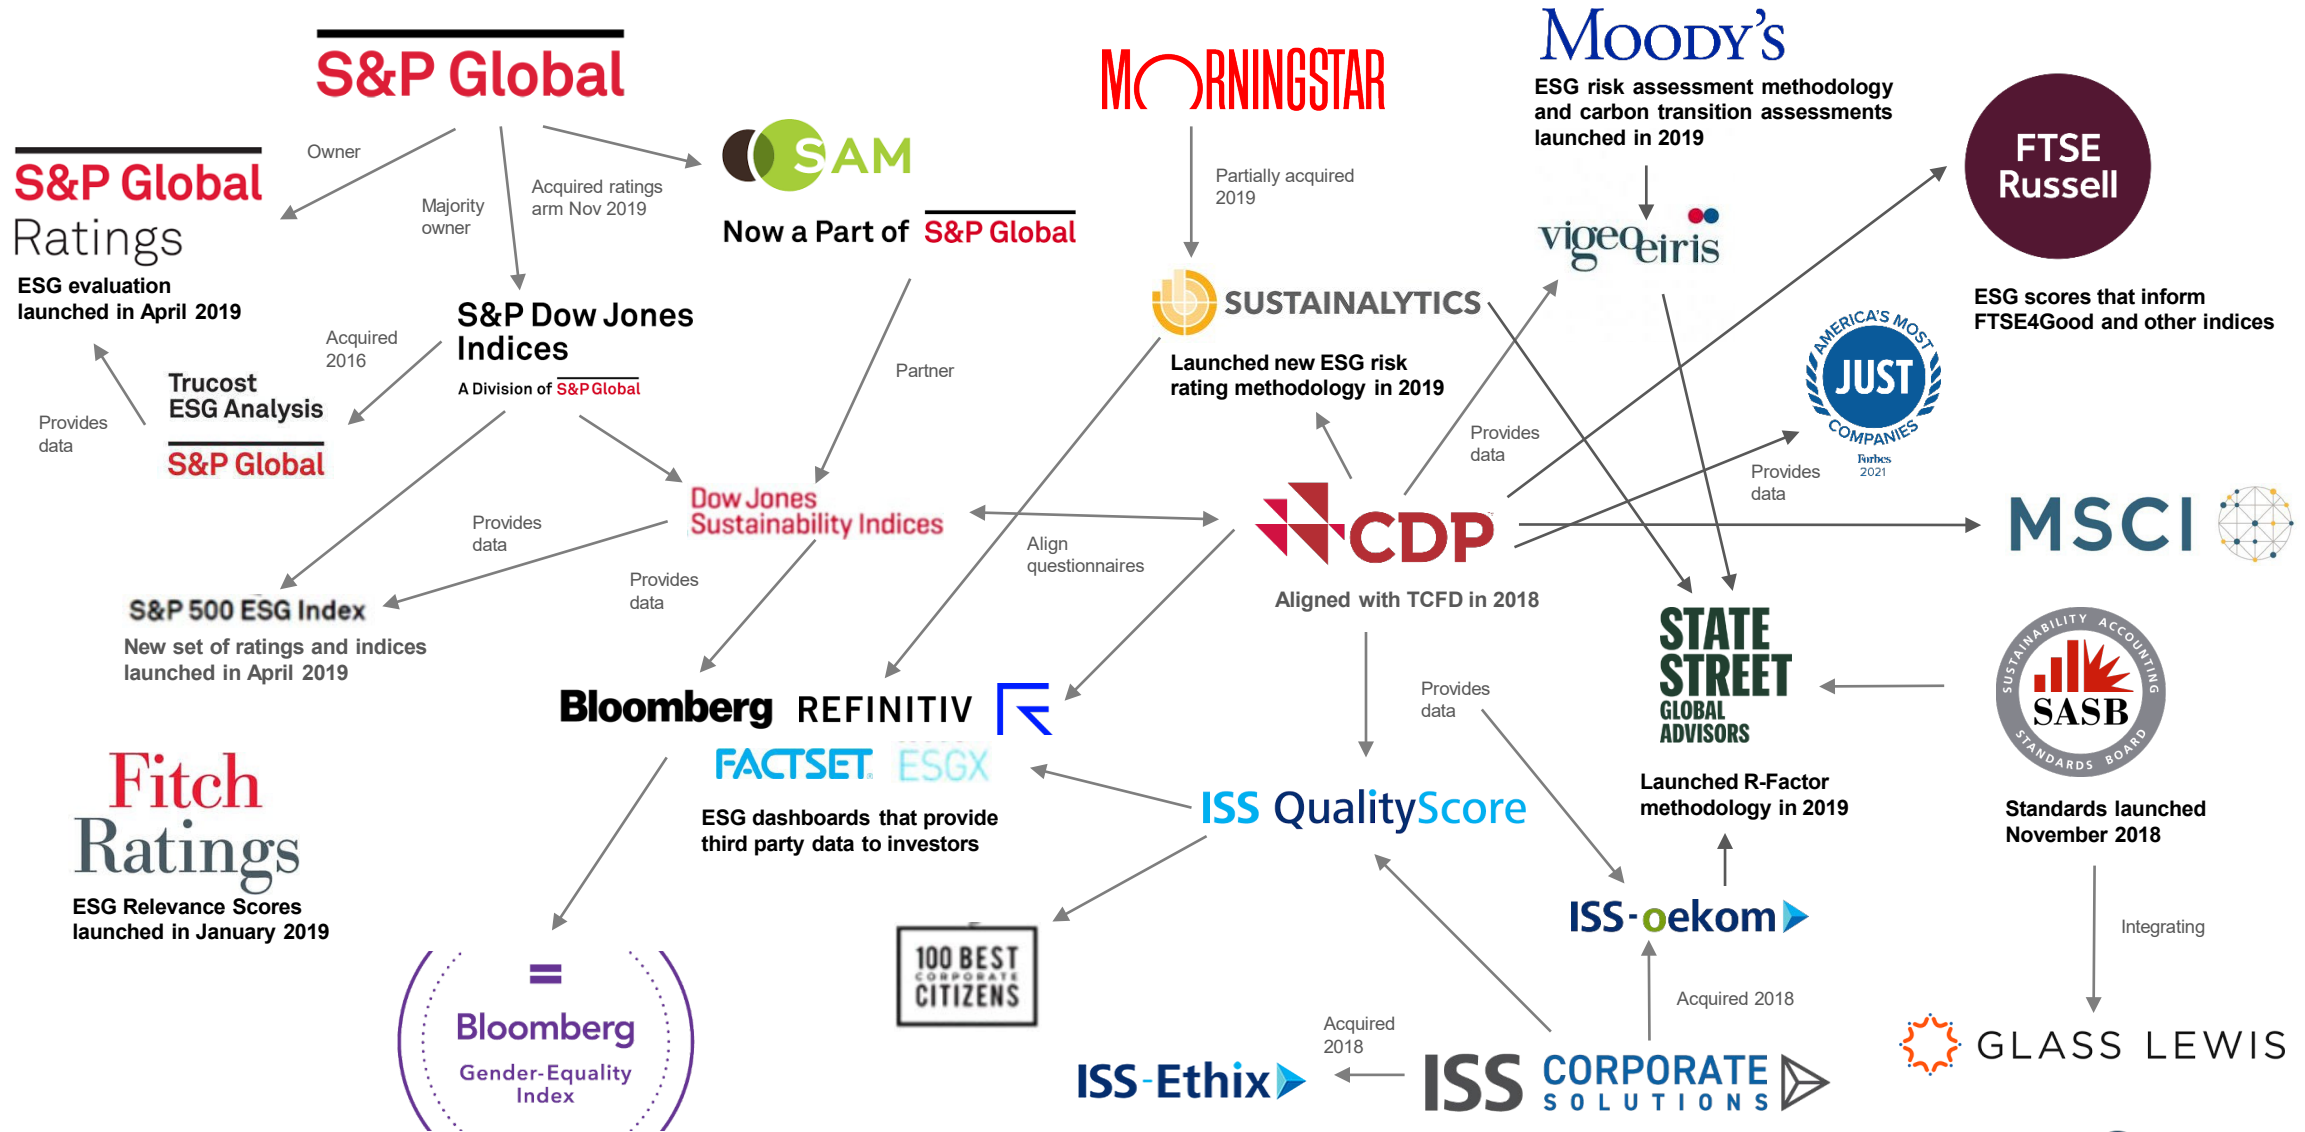 S&P Global
S&P Global
Ratings
ESG evaluation
launched in April 2019
Owner
Majority
owner
Acquired ratings
arm Nov 2019
SAM
Now a Part of S&P Global
S&P Dow Jones
Indices
A Division of S&P Global
Acquired
2016
Trucost
ESG Analysis
S&P Global
Provides
data
Partner
Dow Jones
Sustainability Indices
Provides
data
Provides
data
S&P 500 ESG Index
New set of ratings and indices
launched in April 2019
MORNINGSTAR
Partially acquired
2019
SUSTAINALYTICS
Launched new ESG risk
rating methodology in 2019
MOODY'S
ESG risk assessment methodology
and carbon transition assessments
launched in 2019
vigeoeiris
FTSE
Russell
ESG scores that inform
FTSE4Good and other indices
AMERICA'S MOST
JUST
COMPANIES
Forbes
2021
Provides
data
Provides
data
MSCI
Align
questionnaires
CDP
Aligned with TCFD in 2018
STATE
STREET
GLOBAL
ADVISORS
Launched R-Factor
methodology in 2019
SUSTAINABILITY ACCOUNTING
SASB
STANDARDS BOARD
Standards launched
November 2018
Integrating
GLASS LEWIS
Bloomberg REFINITIV
FACTSET ESGX
ESG dashboards that provide
third party data to investors
Provides
data
ISS QualityScore
ISS-oekom
Acquired 2018
Fitch
Ratings
ESG Relevance Scores
launched in January 2019
=
Bloomberg
Gender-Equality
Index
100 BEST
CORPORATE
CITIZENS
Acquired
2018
ISS-Ethix
ISS CORPORATE
SOLUTIONS